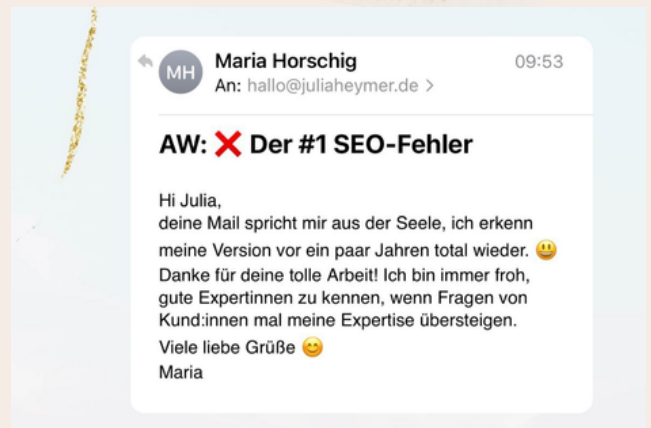 MH
Maria Horschig
09:53
An: hallo@juliaheymer.de >
AW: ❌ Der #1 SEO-Fehler
Hi Julia,
deine Mail spricht mir aus der Seele, ich erkenn
meine Version vor ein paar Jahren total wieder. 😃
Danke für deine tolle Arbeit! Ich bin immer froh,
gute Expertinnen zu kennen, wenn Fragen von
Kund:innen mal meine Expertise übersteigen.
Viele liebe Grüße 😊
Maria